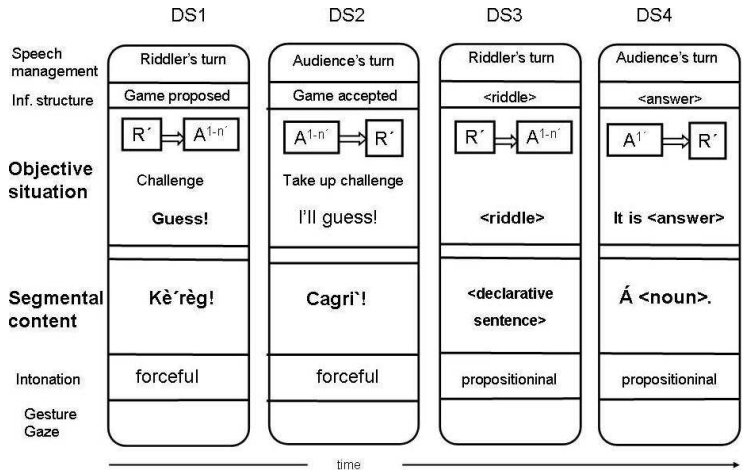 DS1 DS2 DS3 DS4
Speech management
Riddler's turn Audience's turn Riddler's turn Audience's turn
Inf. structure Game proposed Game accepted <riddle> <answer>
Objective situation
R´ A¹⁻ⁿ´ A¹⁻ⁿ´ R´ R´ A¹⁻ⁿ´ A¹´ R´
Challenge Take up challenge
Guess! I'll guess! <riddle> It is <answer>
Segmental content
Kè´règ! Cagri`! <declarative sentence> Á <noun>.
Intonation forceful forceful propositioninal propositioninal
Gesture
Gaze
time